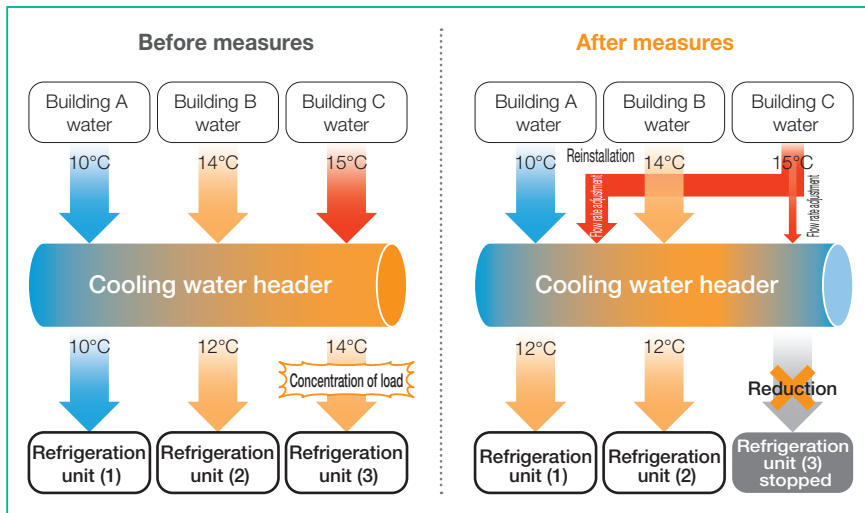 Before measures
Building A
water
Building B
water
Building C
water
10°C
14°C
15°C
Cooling water header
10°C
12°C
14°C
Concentration of load
Refrigeration
unit (1)
Refrigeration
unit (2)
Refrigeration
unit (3)
After measures
Building A
water
Building B
water
Building C
water
10°C
Reinstallation
14°C
15°C
Flow rate adjustment
Flow rate adjustment
Cooling water header
12°C
12°C
Reduction
Refrigeration
unit (1)
Refrigeration
unit (2)
Refrigeration
unit (3)
stopped